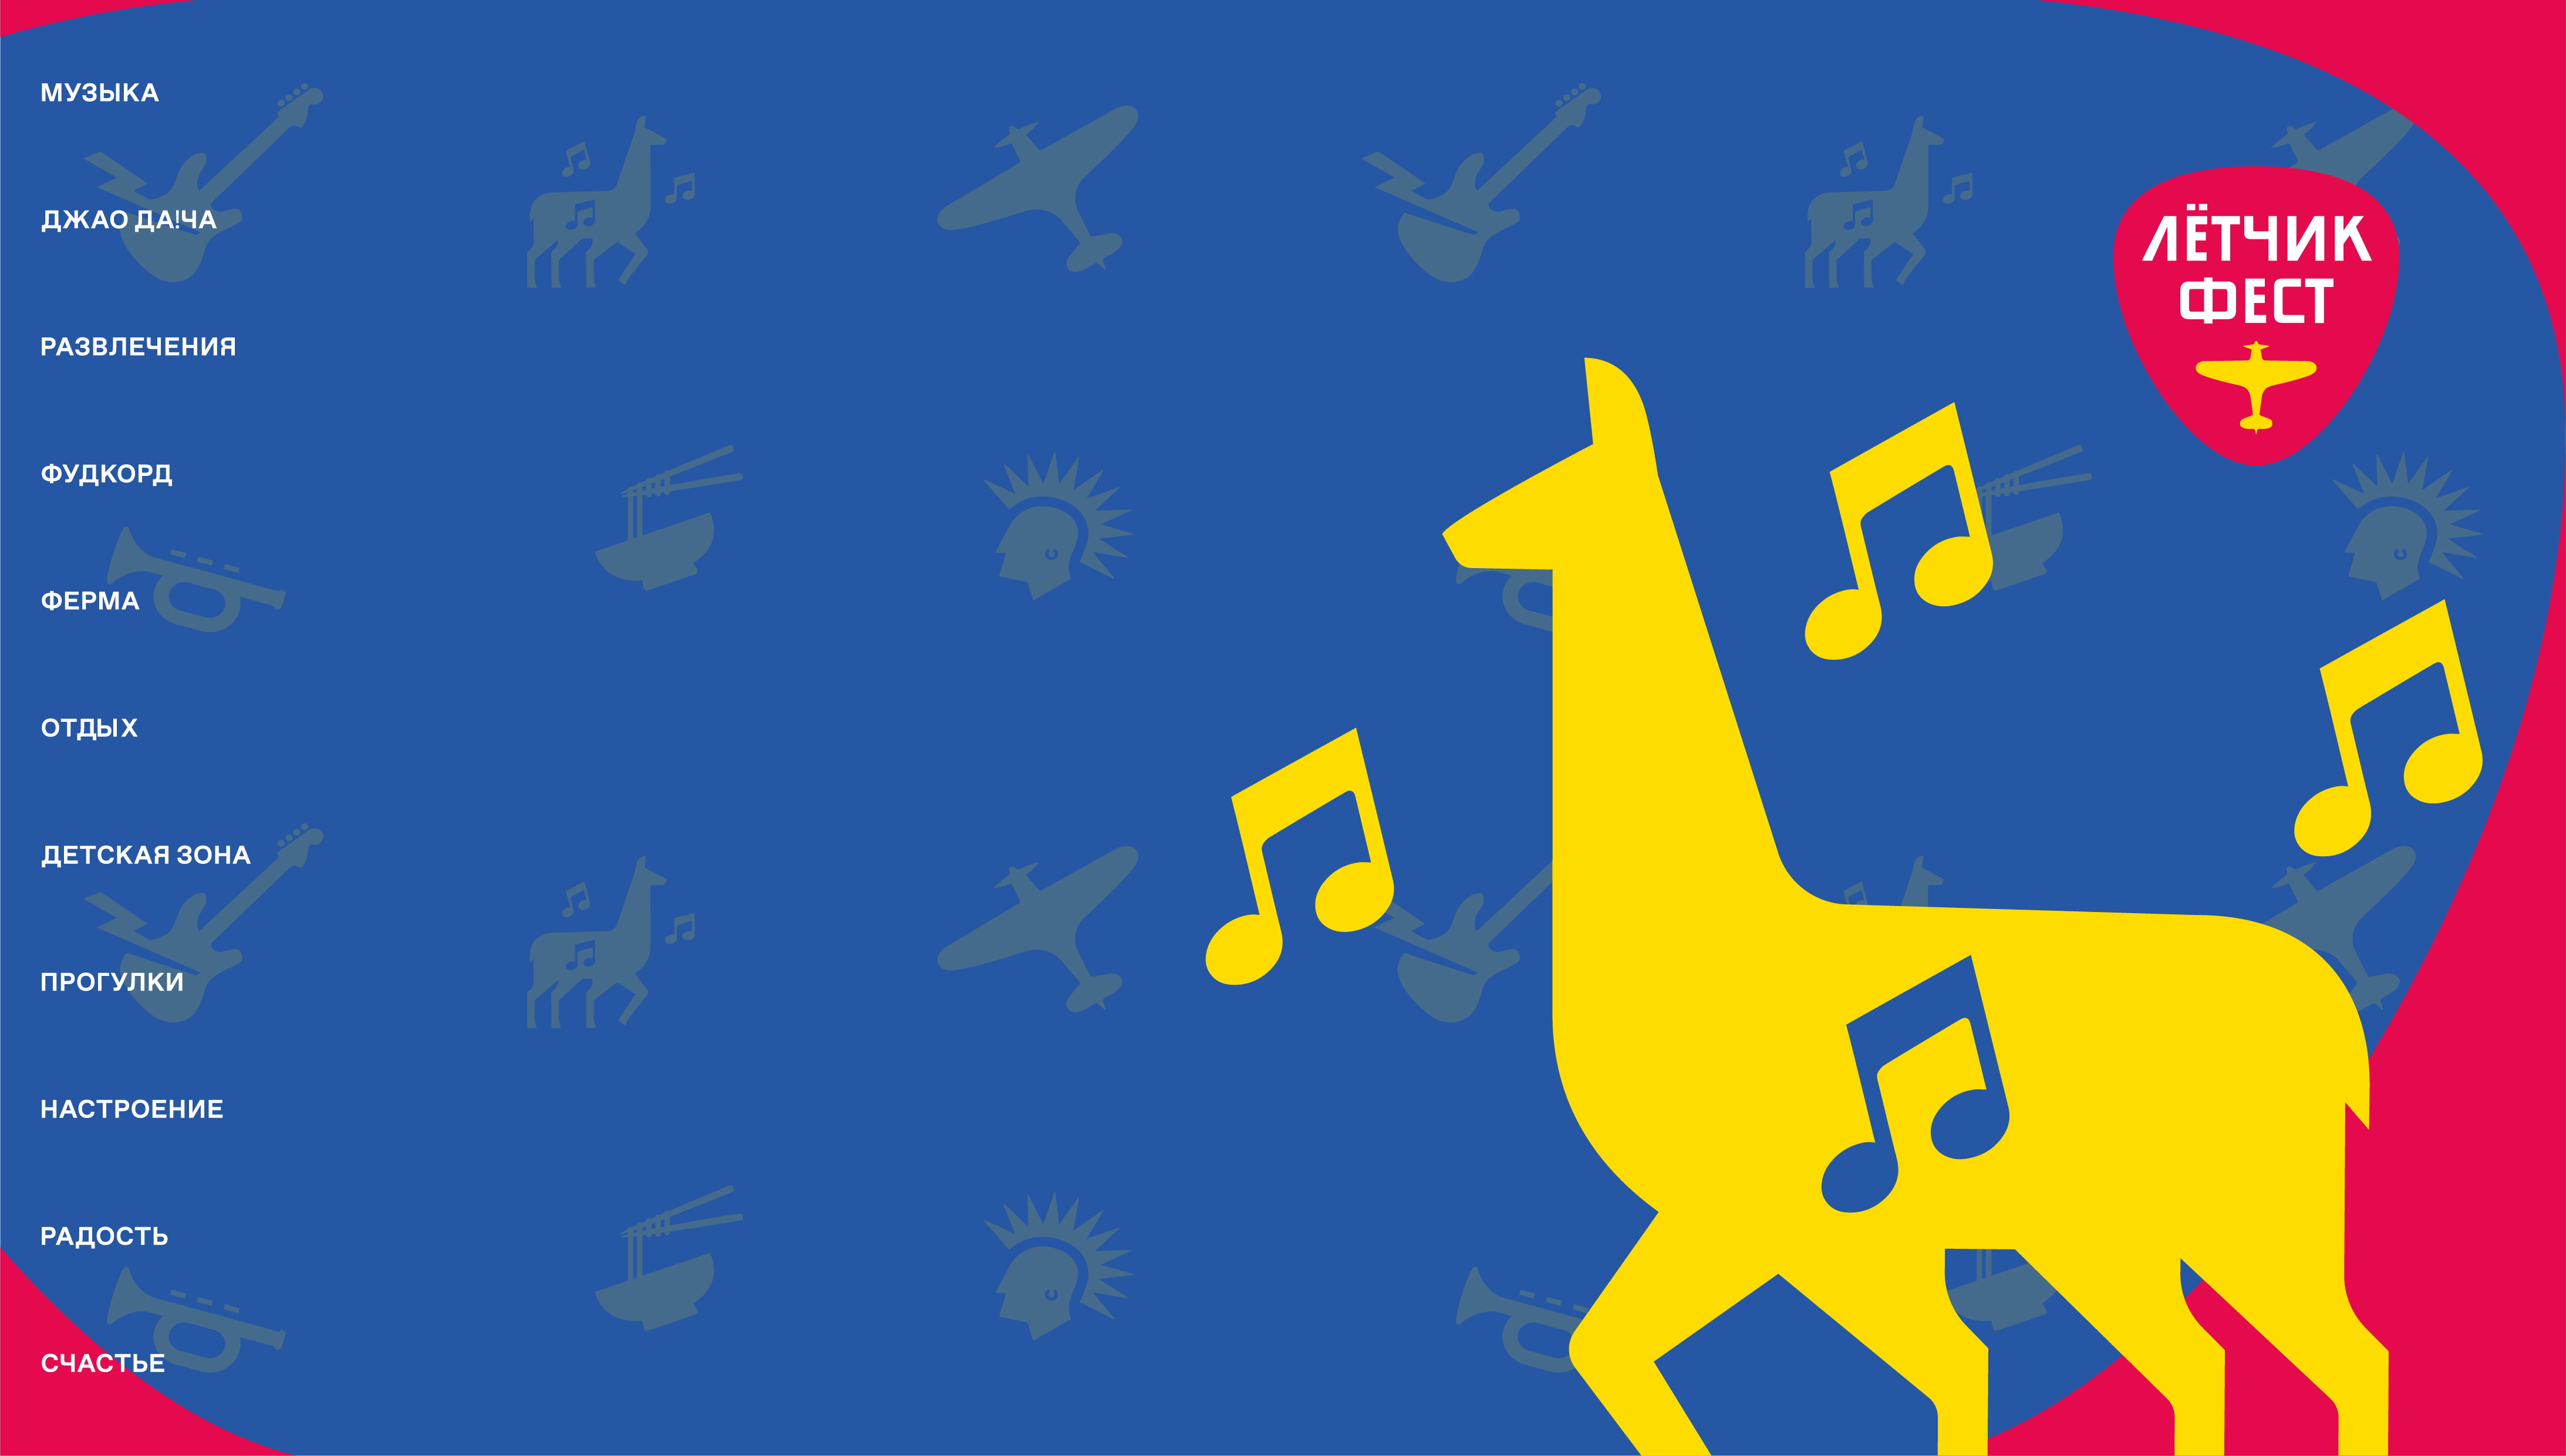 МУЗЫКА
ДЖАО ДА!ЧА
РАЗВЛЕЧЕНИЯ
ФУДКОРД
ФЕРМА
ОТДЫХ
ДЕТСКАЯ ЗОНА
ПРОГУЛКИ
НАСТРОЕНИЕ
РАДОСТЬ
СЧАСТЬЕ
ЛЁТЧИК
ФЕСТ